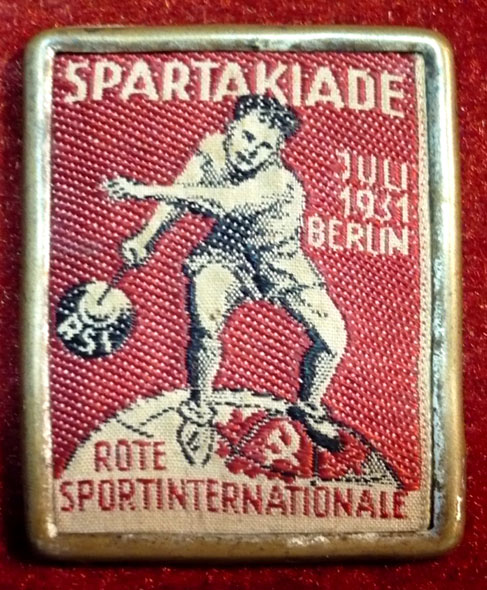 SPARTAKIADE
JULI
1931
BERLIN
RSI
ROTE
SPORTINTERNATIONALE